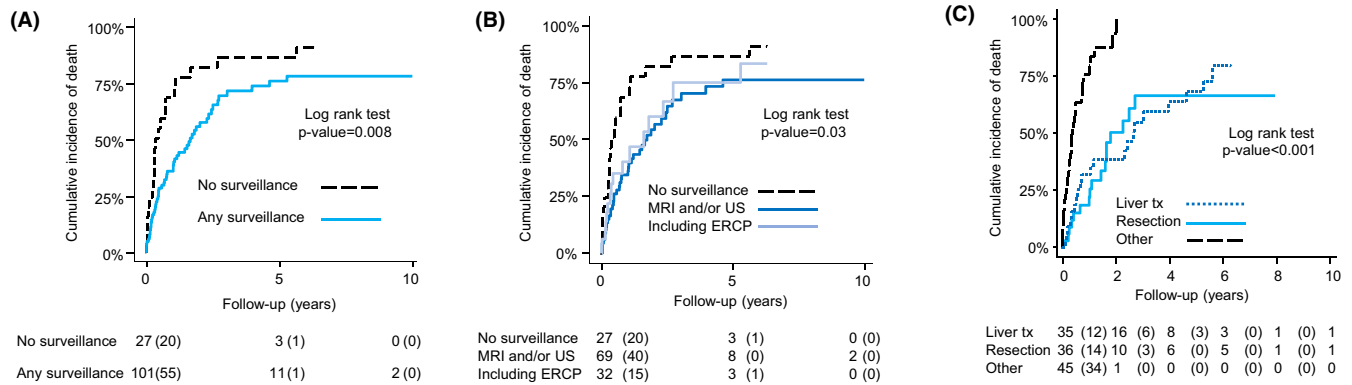 (A)
Cumulative incidence of death
100%
75%
50%
25%
0%
Log rank test
p-value=0.008
No surveillance
Any surveillance
0 5 10
Follow-up (years)
No surveillance 27 (20) 3 (1) 0 (0)
Any surveillance 101(55) 11(1) 2 (0)
(B)
Cumulative incidence of death
100%
75%
50%
25%
0%
Log rank test
p-value=0.03
No surveillance
MRI and/or US
Including ERCP
0 5 10
Follow-up (years)
No surveillance 27 (20) 3 (1) 0 (0)
MRI and/or US 69 (40) 8 (0) 2 (0)
Including ERCP 32 (15) 3 (1) 0 (0)
(C)
Cumulative incidence of death
100%
75%
50%
25%
0%
Log rank test
p-value<0.001
Liver tx
Resection
Other
0 2 4 6 8 10
Follow-up (years)
Liver tx 35 (12) 16 (6) 8 (3) 3 (0) 1 (0) 1
Resection 36 (14) 10 (3) 6 (0) 5 (0) 1 (0) 1
Other 45 (34) 1 (0) 0 (0) 0 (0) 0 (0) 0